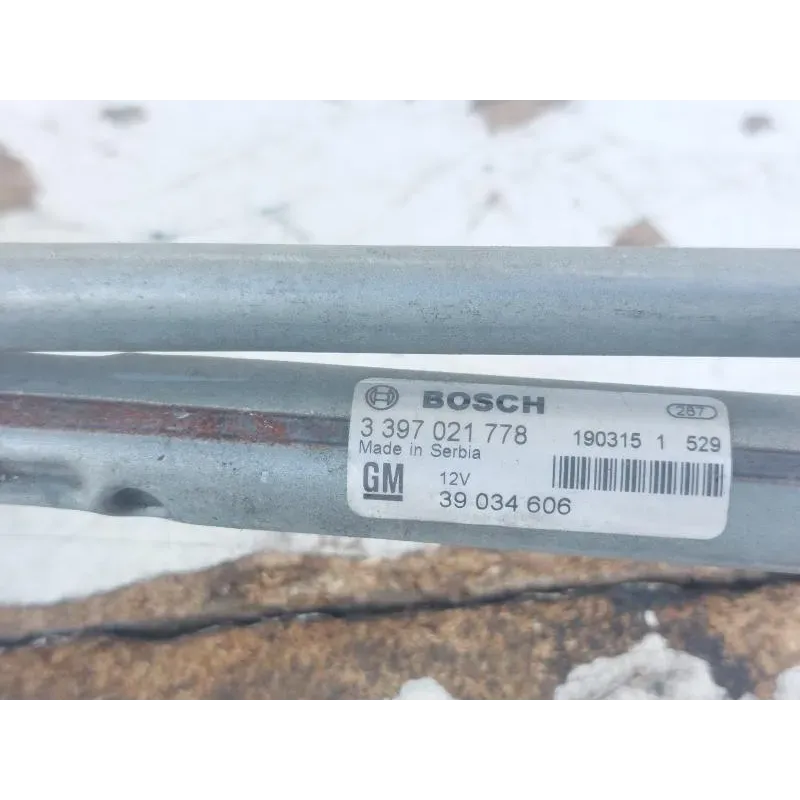 BOSCH 287
3 397 021 778 190315 1 529
Made in Serbia
GM 12V
39 034 606